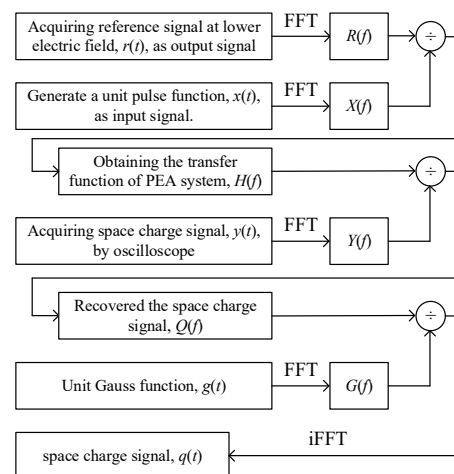 Acquiring reference signal at lower
electric field, r(t), as output signal
FFT
R(f)
÷
Generate a unit pulse function, x(t),
as input signal.
FFT
X(f)
Obtaining the transfer
function of PEA system, H(f)
÷
Acquiring space charge signal, y(t),
by oscilloscope
FFT
Y(f)
Recovered the space charge
signal, Q(f)
÷
Unit Gauss function, g(t)
FFT
G(f)
space charge signal, q(t)
iFFT